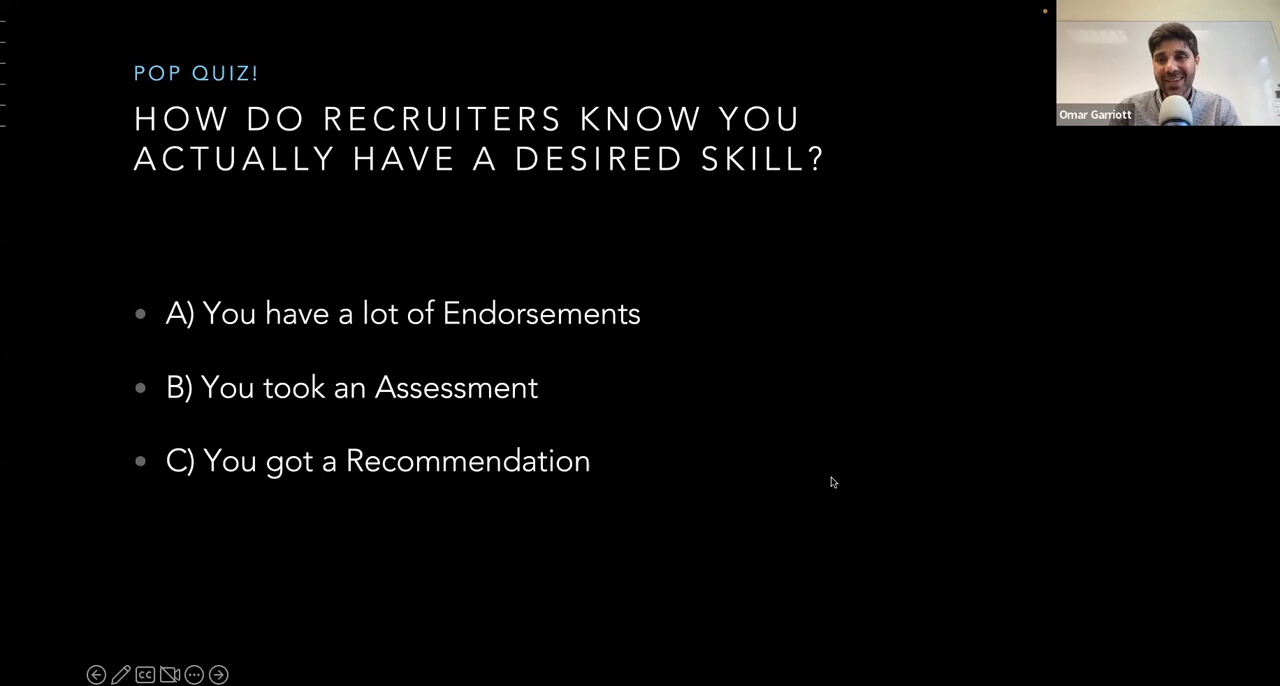 POP QUIZ!
HOW DO RECRUITERS KNOW YOU
ACTUALLY HAVE A DESIRED SKILL?
Omar Garriott
A) You have a lot of Endorsements
B) You took an Assessment
C) You got a Recommendation
CC